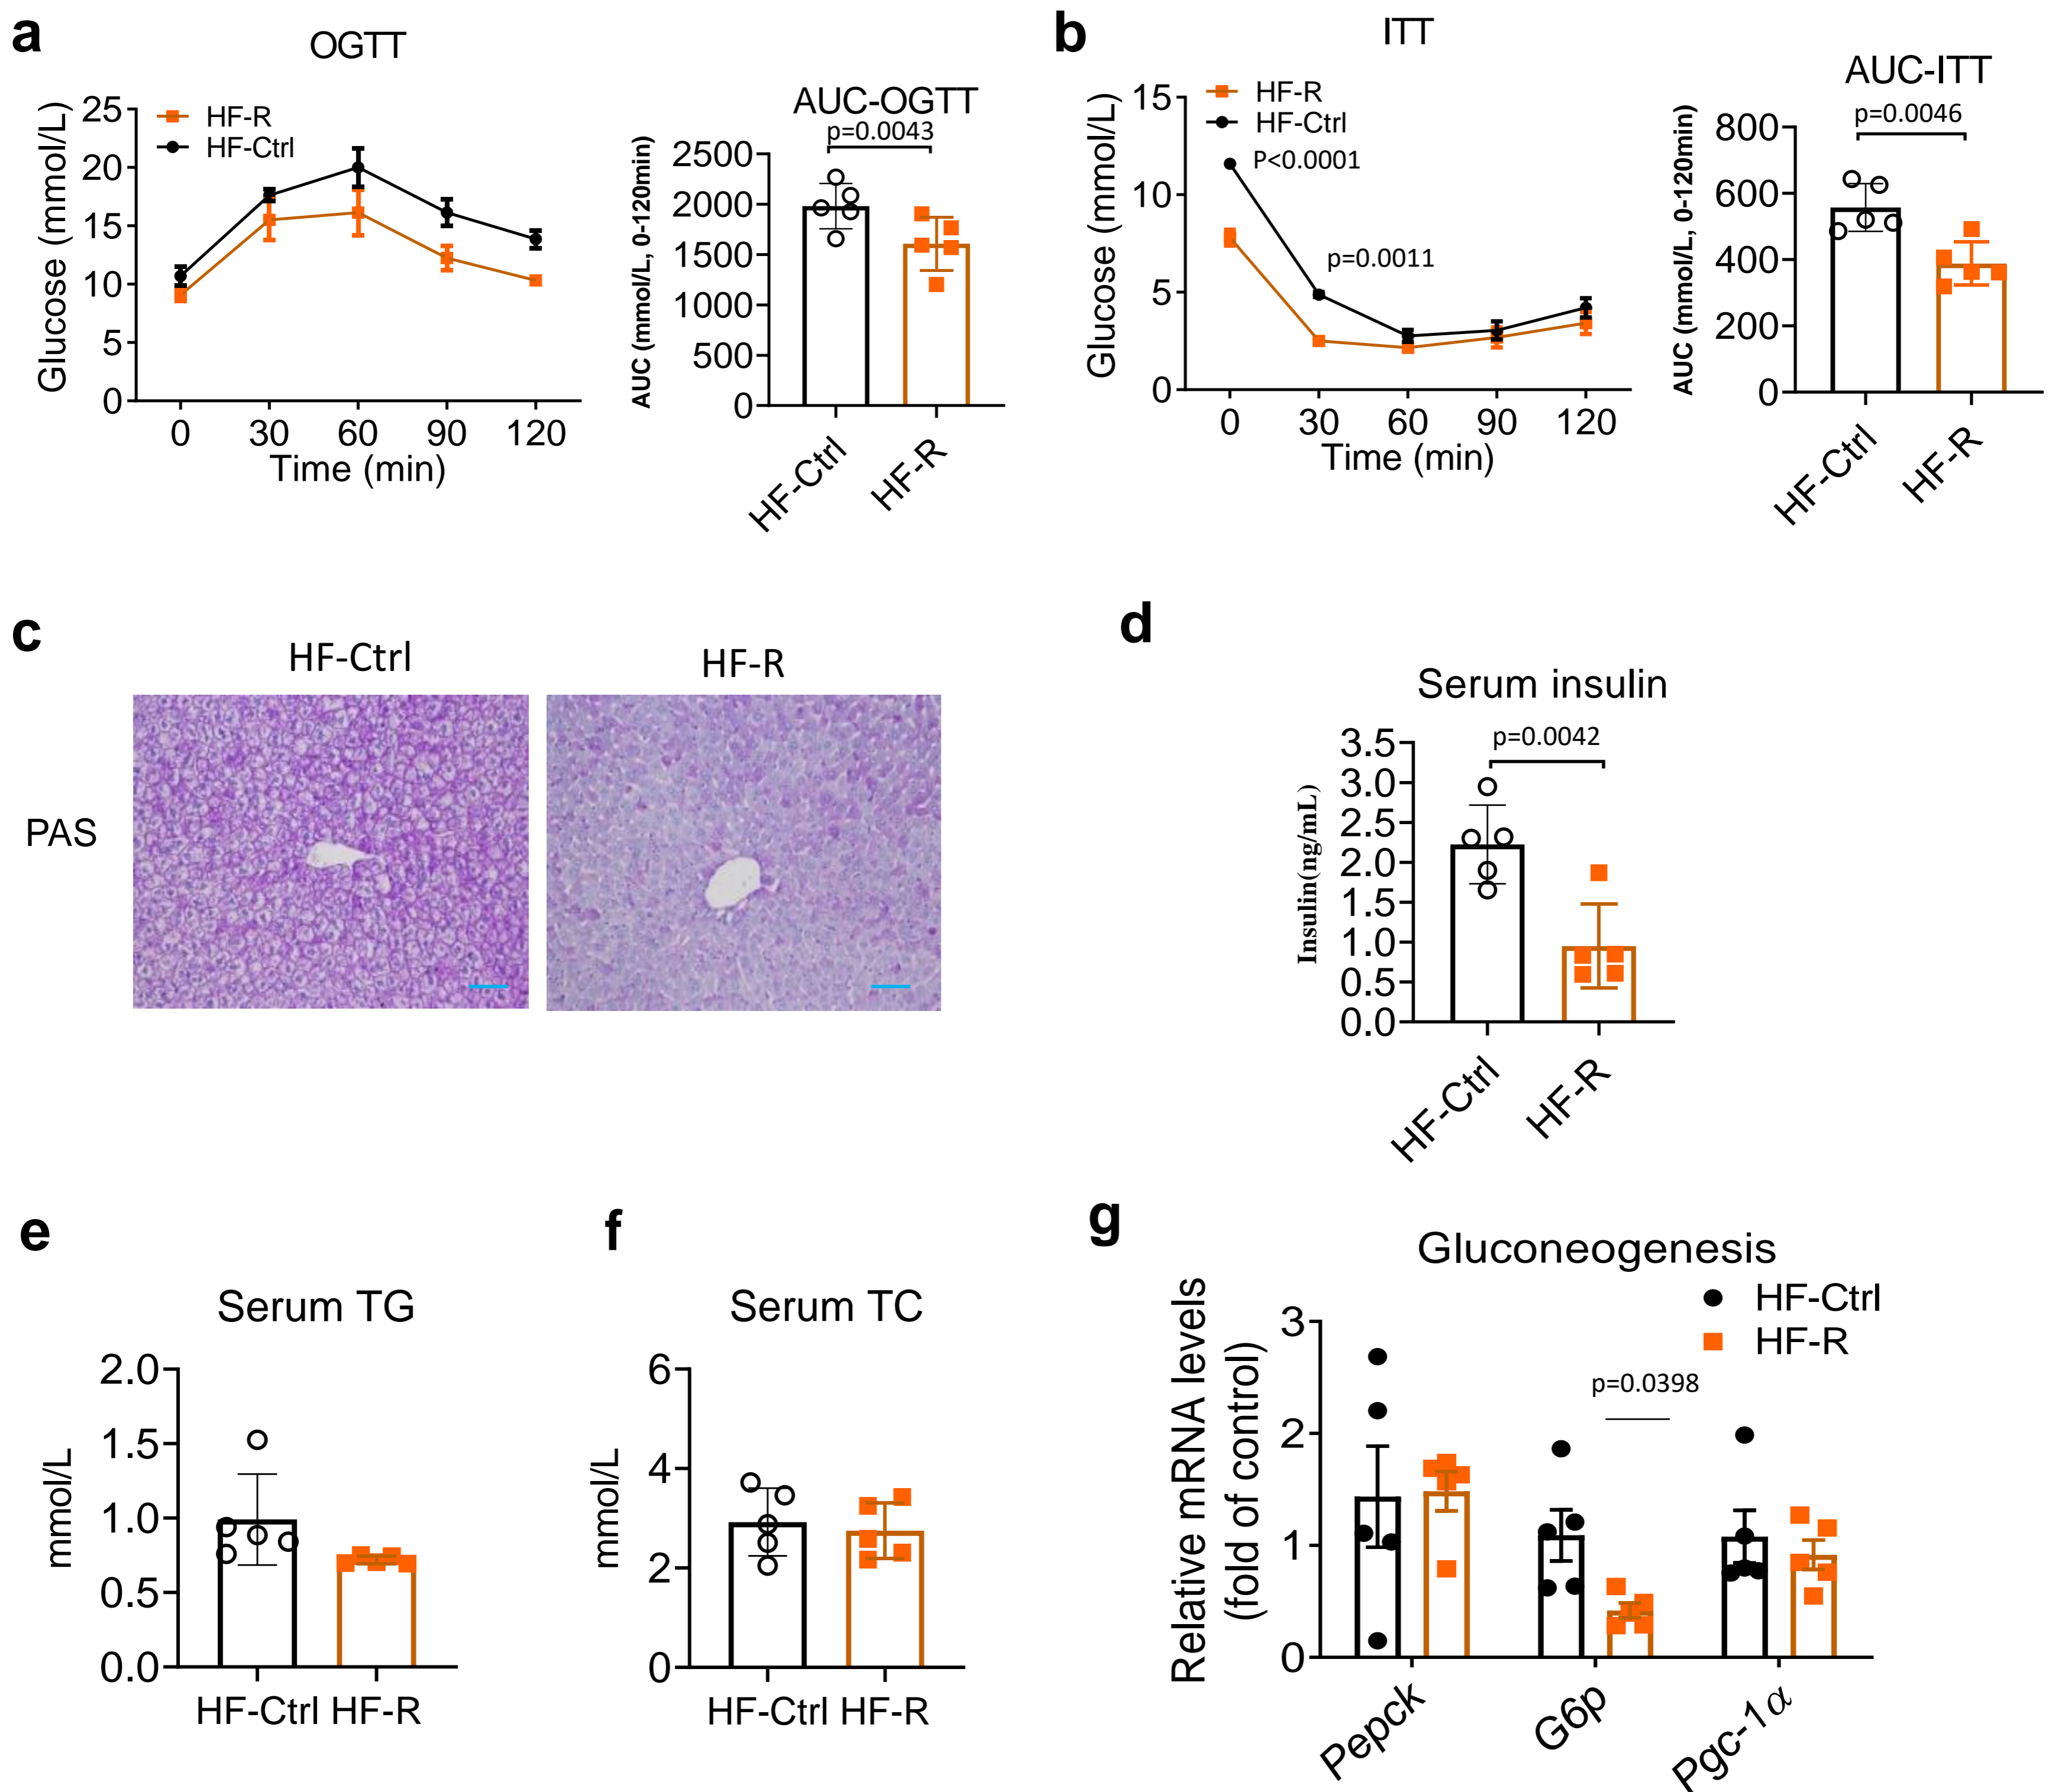 a
OGTT
Glucose (mmol/L)
25
20
15
10
5
0
HF-R
HF-Ctrl
0 30 60 90 120
Time (min)
AUC-OGTT
p=0.0043
AUC (mmol/L, 0-120min)
2500
2000
1500
1000
500
0
HF-Ctrl
HF-R
b
ITT
Glucose (mmol/L)
15
10
5
0
HF-R
HF-Ctrl
P<0.0001
p=0.0011
0 30 60 90 120
Time (min)
AUC-ITT
p=0.0046
AUC (mmol/L, 0-120min)
800
600
400
200
0
HF-Ctrl
HF-R
c
HF-Ctrl
HF-R
PAS
d
Serum insulin
p=0.0042
Insulin(ng/mL)
3.5
3.0
2.5
2.0
1.5
1.0
0.5
0.0
HF-Ctrl
HF-R
e
Serum TG
mmol/L
2.0
1.5
1.0
0.5
0.0
HF-Ctrl HF-R
f
Serum TC
mmol/L
6
4
2
0
HF-Ctrl HF-R
g
Gluconeogenesis
HF-Ctrl
HF-R
p=0.0398
Relative mRNA levels
(fold of control)
3
2
1
0
Pepck
G6p
Pgc-1α